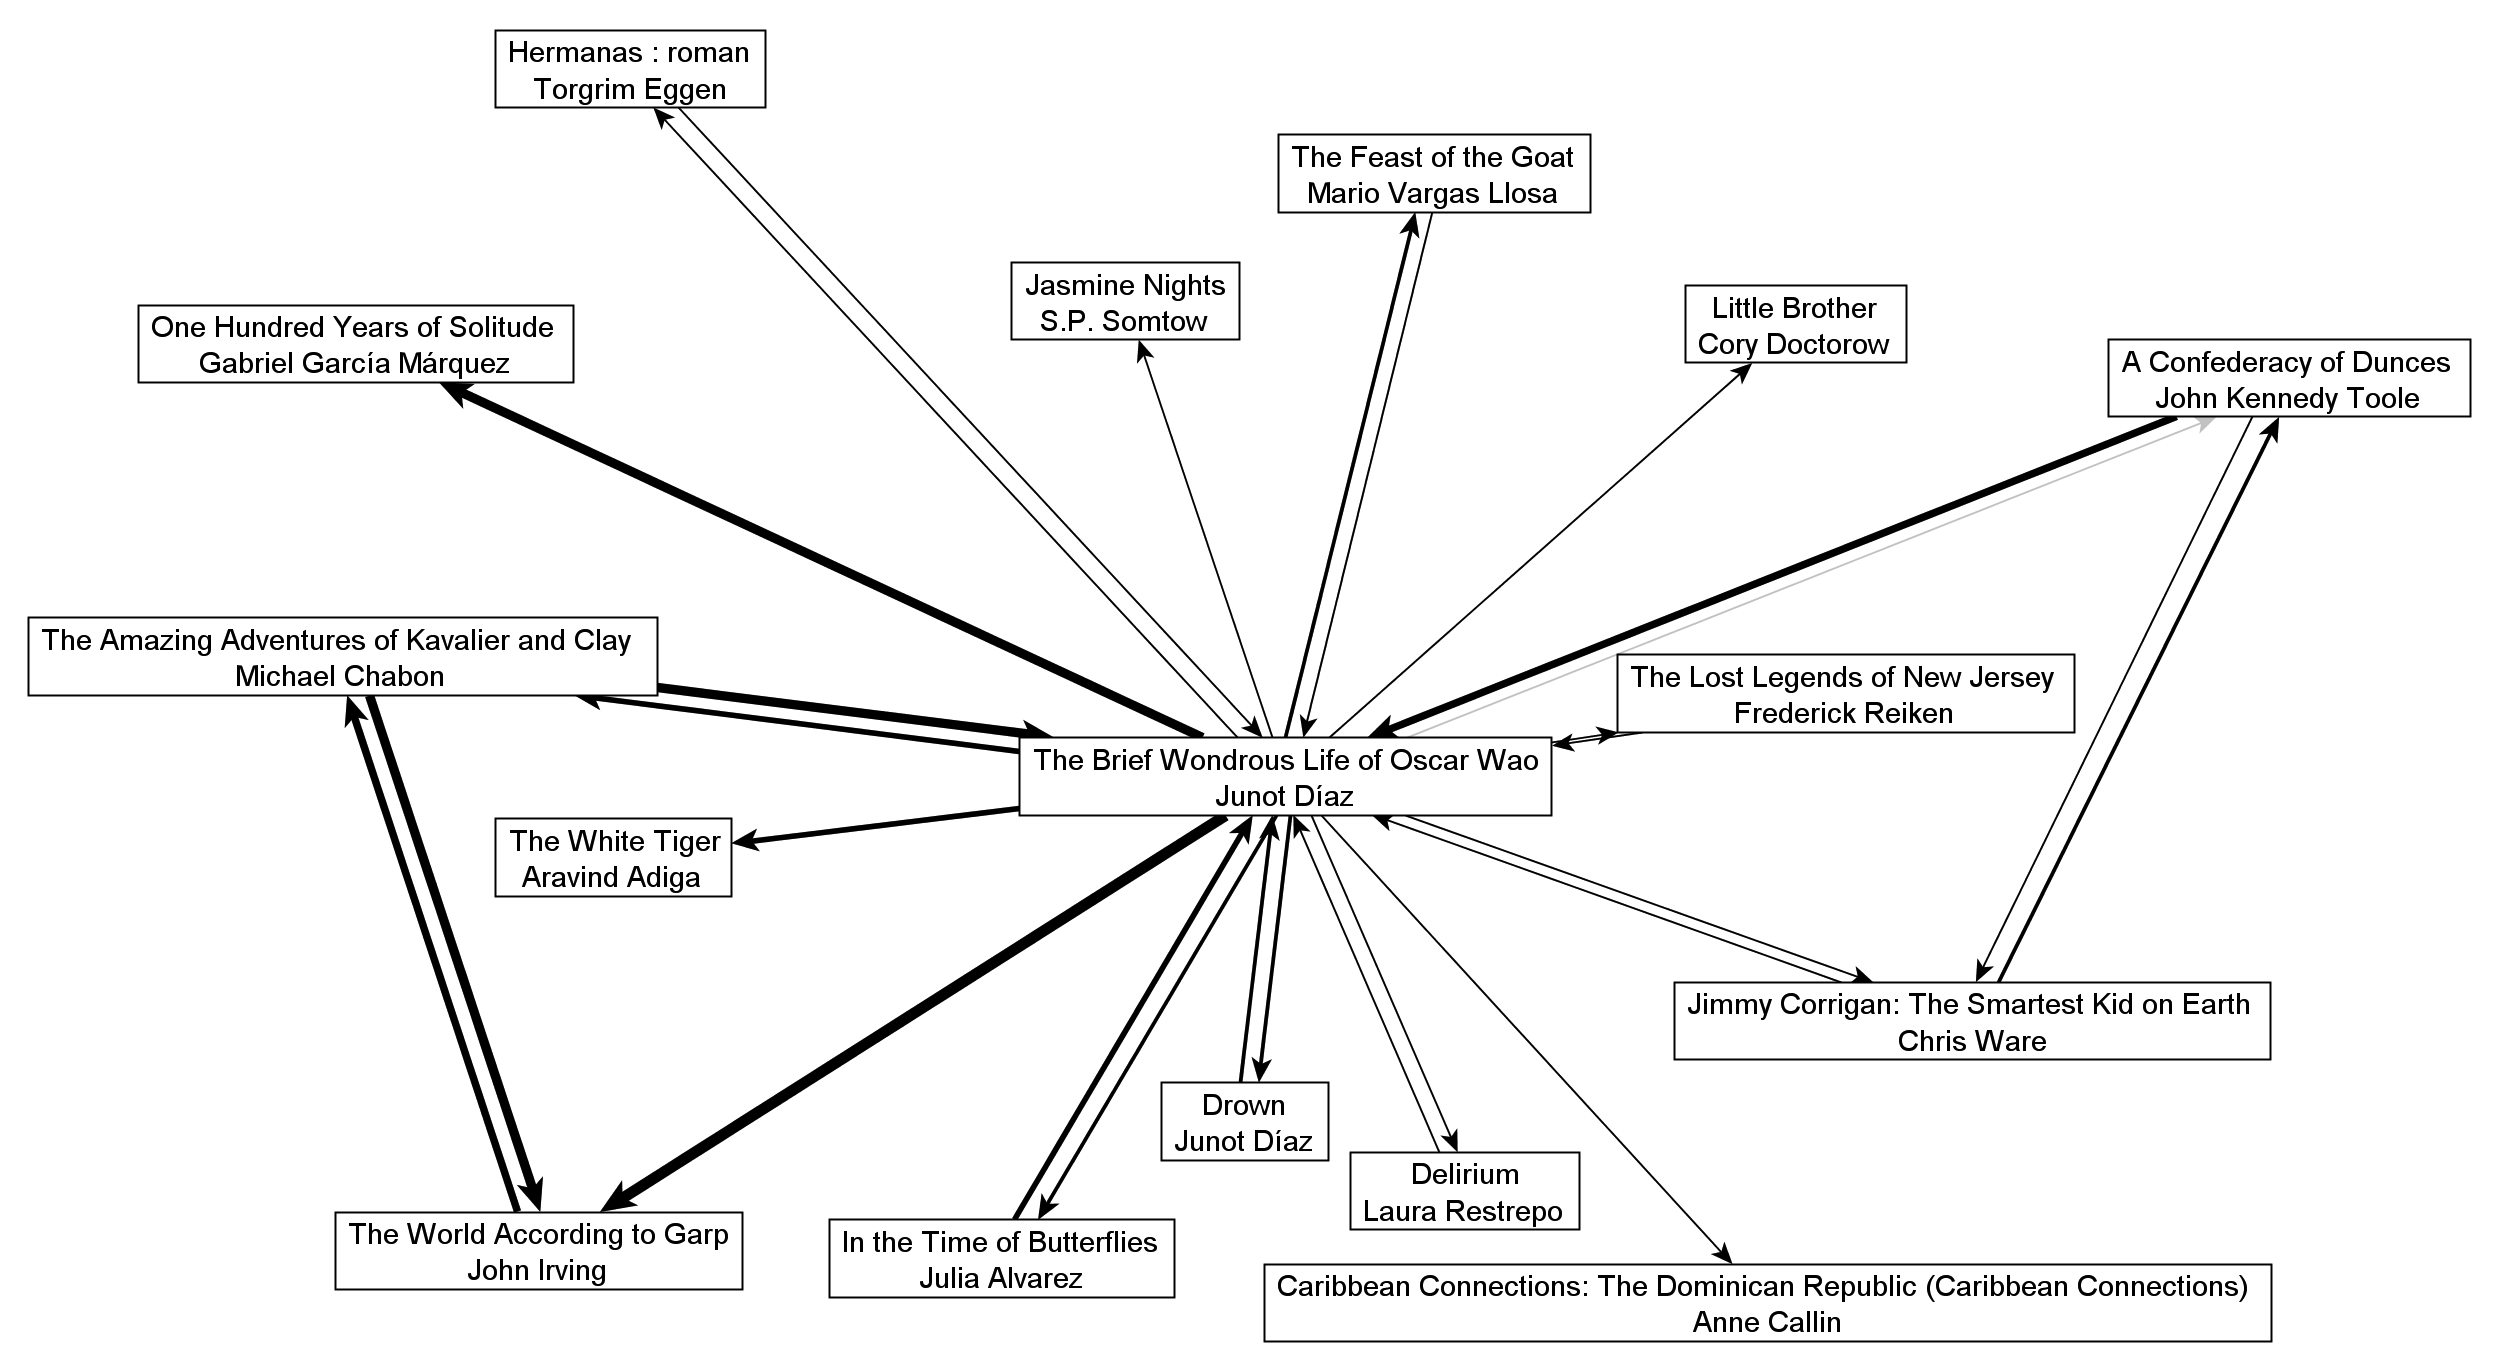 Hermanas : roman
Torgrim Eggen
The Feast of the Goat
Mario Vargas Llosa
Jasmine Nights
S.P. Somtow
Little Brother
Cory Doctorow
One Hundred Years of Solitude
Gabriel García Márquez
A Confederacy of Dunces
John Kennedy Toole
The Amazing Adventures of Kavalier and Clay
Michael Chabon
The Lost Legends of New Jersey
Frederick Reiken
The Brief Wondrous Life of Oscar Wao
Junot Díaz
The White Tiger
Aravind Adiga
Jimmy Corrigan: The Smartest Kid on Earth
Chris Ware
Drown
Junot Díaz
Delirium
Laura Restrepo
The World According to Garp
John Irving
In the Time of Butterflies
Julia Alvarez
Caribbean Connections: The Dominican Republic (Caribbean Connections)
Anne Callin